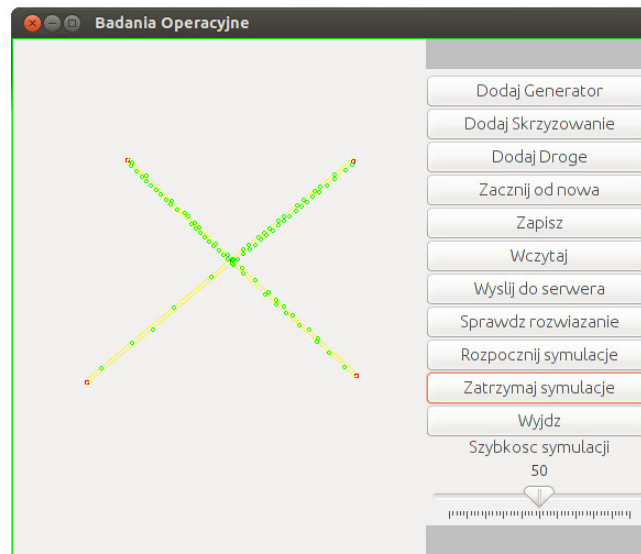 Badania Operacyjne
Dodaj Generator
Dodaj Skrzyzowanie
Dodaj Droge
Zacznij od nowa
Zapisz
Wczytaj
Wyslij do serwera
Sprawdz rozwiazanie
Rozpocznij symulacje
Zatrzymaj symulacje
Wyjdz
Szybkosc symulacji
50